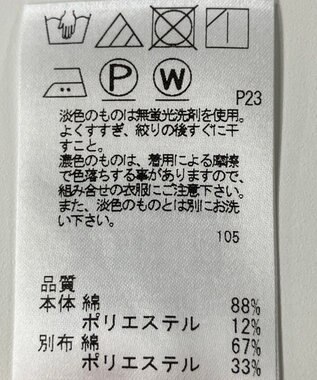 P W
P23
淡色のものは無蛍光洗剤を使用。
よくすすぎ、絞りの後すぐに干
すこと。
濃色のものは、着用による摩擦
で色落ちする事がありますので、
組み合せの衣服にご注意下さい。
また、淡色のものとは別にお洗
い下さい。
105
品質
本体 綿 88%
ポリエステル 12%
別布 綿 67%
ポリエステル 33%